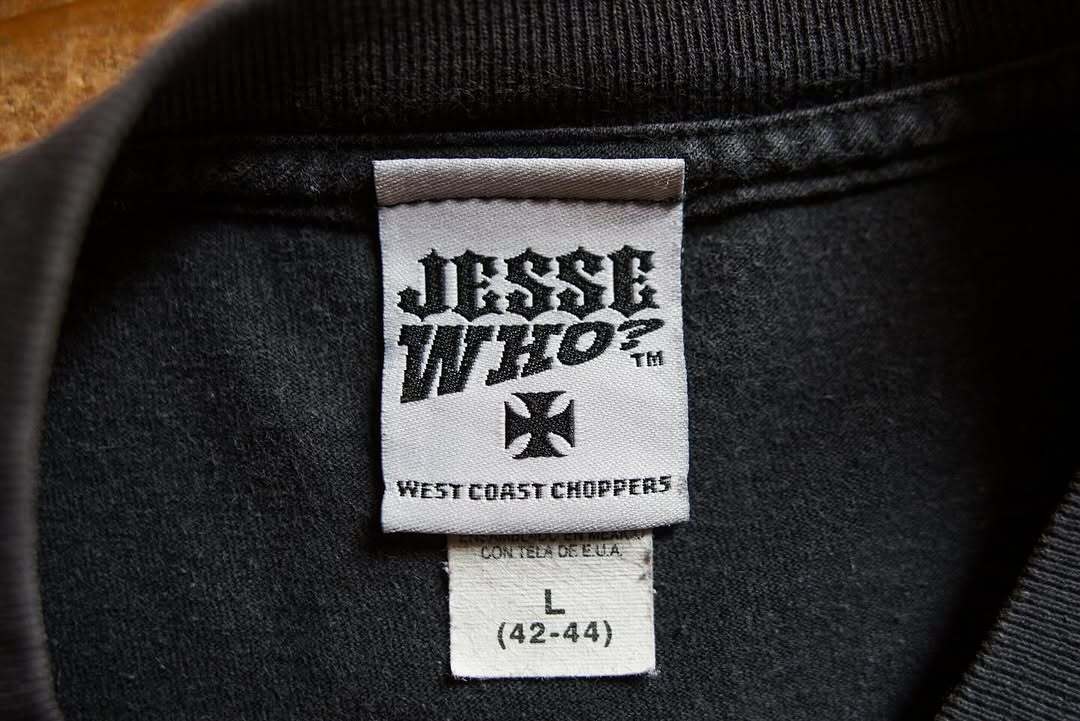 JESSE
WHO?
TM
WEST COAST CHOPPERS
CON TELA DE E.U.A.
L
(42-44)